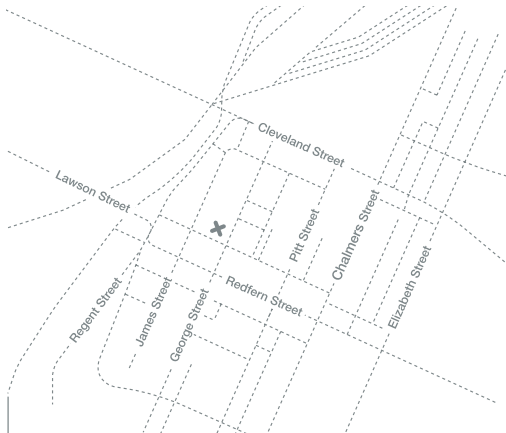 Cleveland Street
Lawson Street
Pitt Street
Chalmers Street
Elizabeth Street
Redfern Street
Regent Street
James Street
George Street